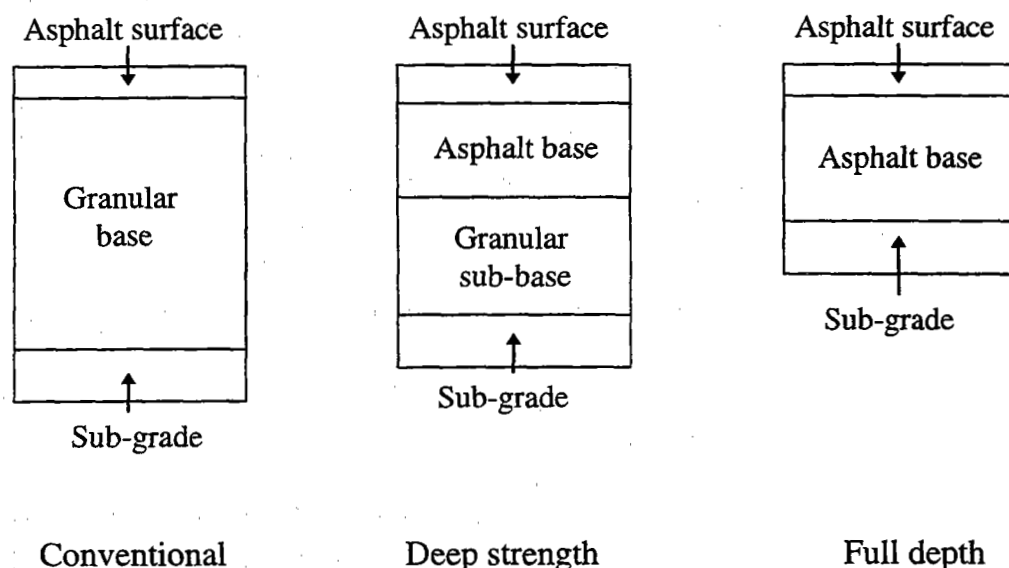 Asphalt surface
Granular
base
Sub-grade
Conventional
Asphalt surface
Asphalt base
Granular
sub-base
Sub-grade
Deep strength
Asphalt surface
Asphalt base
Sub-grade
Full depth